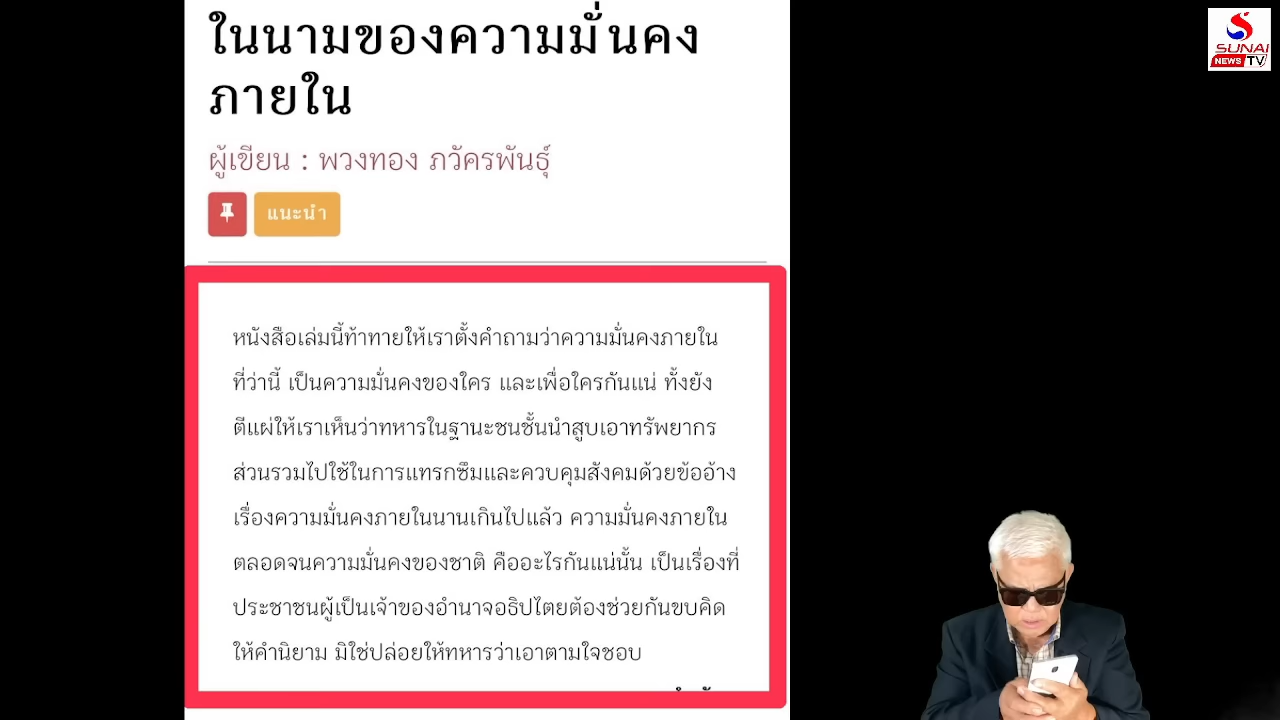 ในนามของความมั่นคง
ภายใน
ผู้เขียน : พวงทอง ภวัครพันธุ์
แนะนำ
หนังสือเล่มนี้ท้าทายให้เราตั้งคำถามว่าความมั่นคงภายใน
ที่ว่านี้ เป็นความมั่นคงของใคร และเพื่อใครกันแน่ ทั้งยัง
ตีแผ่ให้เราเห็นว่าทหารในฐานะชนชั้นนำสูบเอาทรัพยากร
ส่วนรวมไปใช้ในการแทรกซึมและควบคุมสังคมด้วยข้ออ้าง
เรื่องความมั่นคงภายในนานเกินไปแล้ว ความมั่นคงภายใน
ตลอดจนความมั่นคงของชาติ คืออะไรกันแน่นั้น เป็นเรื่องที่
ประชาชนผู้เป็นเจ้าของอำนาจอธิปไตยต้องช่วยกันขบคิด
ให้คำนิยาม มิใช่ปล่อยให้ทหารว่าเอาตามใจชอบ
SUNAI
NEWS TV